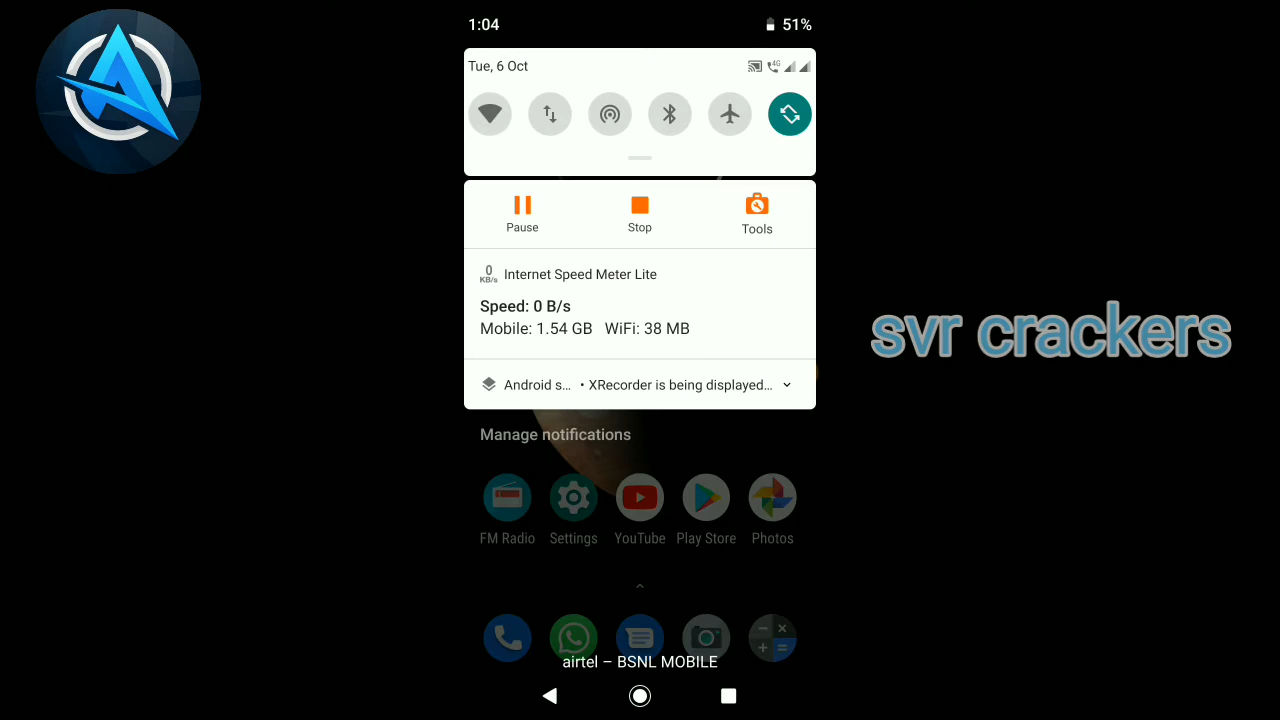 1:04 51%
Tue, 6 Oct 4G
Pause Stop Tools
0 KB/s Internet Speed Meter Lite
Speed: 0 B/s
Mobile: 1.54 GB WiFi: 38 MB
svr crackers
Android s... • XRecorder is being displayed...
Manage notifications
FM Radio Settings YouTube Play Store Photos
airtel – BSNL MOBILE